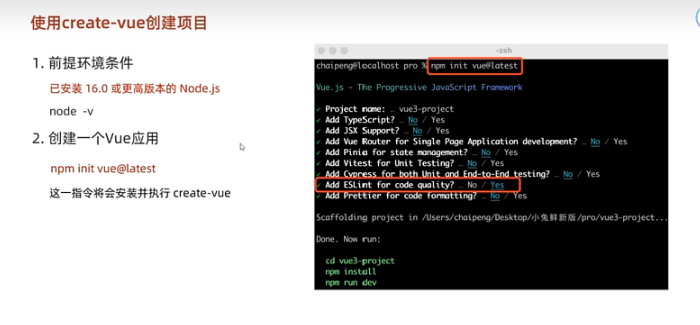 使用create-vue创建项目
1. 前提环境条件
已安装 16.0 或更高版本的 Node.js
node -v
2. 创建一个Vue应用
npm init vue@latest
这一指令将会安装并执行 create-vue
-zsh
chaipeng@localhost pro % npm init vue@latest
Vue.js - The Progressive JavaScript Framework
✓ Project name: … vue3-project
✓ Add TypeScript? … No / Yes
✓ Add JSX Support? … No / Yes
✓ Add Vue Router for Single Page Application development? … No / Yes
✓ Add Pinia for state management? … No / Yes
✓ Add Vitest for Unit Testing? … No / Yes
✓ Add Cypress for both Unit and End-to-End testing? … No / Yes
✓ Add ESLint for code quality? … No / Yes
✓ Add Prettier for code formatting? … No / Yes
Scaffolding project in /Users/chaipeng/Desktop/小兔鲜新版/pro/vue3-project...
Done. Now run:
cd vue3-project
npm install
npm run dev